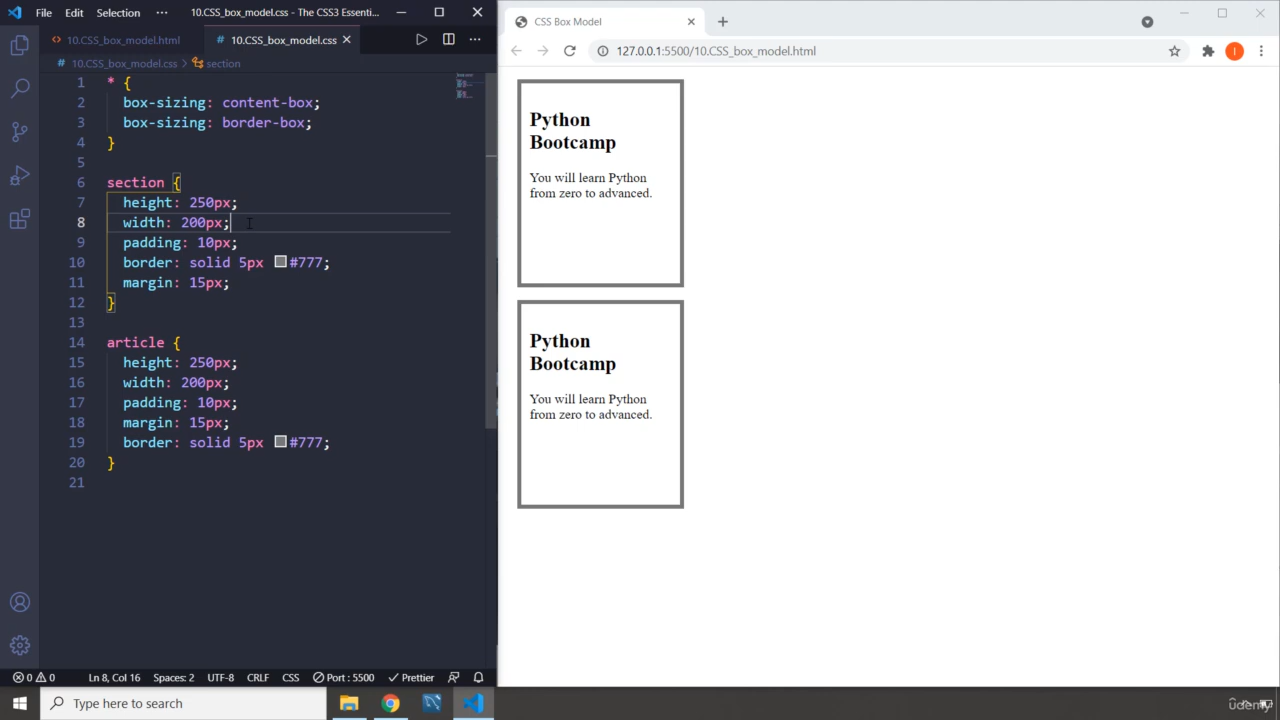 File Edit Selection ··· 10.CSS_box_model.css - The CSS3 Essenti...
10.CSS_box_model.html 10.CSS_box_model.css
10.CSS_box_model.css > section
1 * {
2 box-sizing: content-box;
3 box-sizing: border-box;
4 }
5
6 section {
7 height: 250px;
8 width: 200px;
9 padding: 10px;
10 border: solid 5px #777;
11 margin: 15px;
12 }
13
14 article {
15 height: 250px;
16 width: 200px;
17 padding: 10px;
18 margin: 15px;
19 border: solid 5px #777;
20 }
21
0 0 Ln 8, Col 16 Spaces: 2 UTF-8 CRLF CSS Port : 5500 Prettier
Type here to search
CSS Box Model
127.0.0.1:5500/10.CSS_box_model.html
I
Python
Bootcamp
You will learn Python
from zero to advanced.
Python
Bootcamp
You will learn Python
from zero to advanced.
udemy